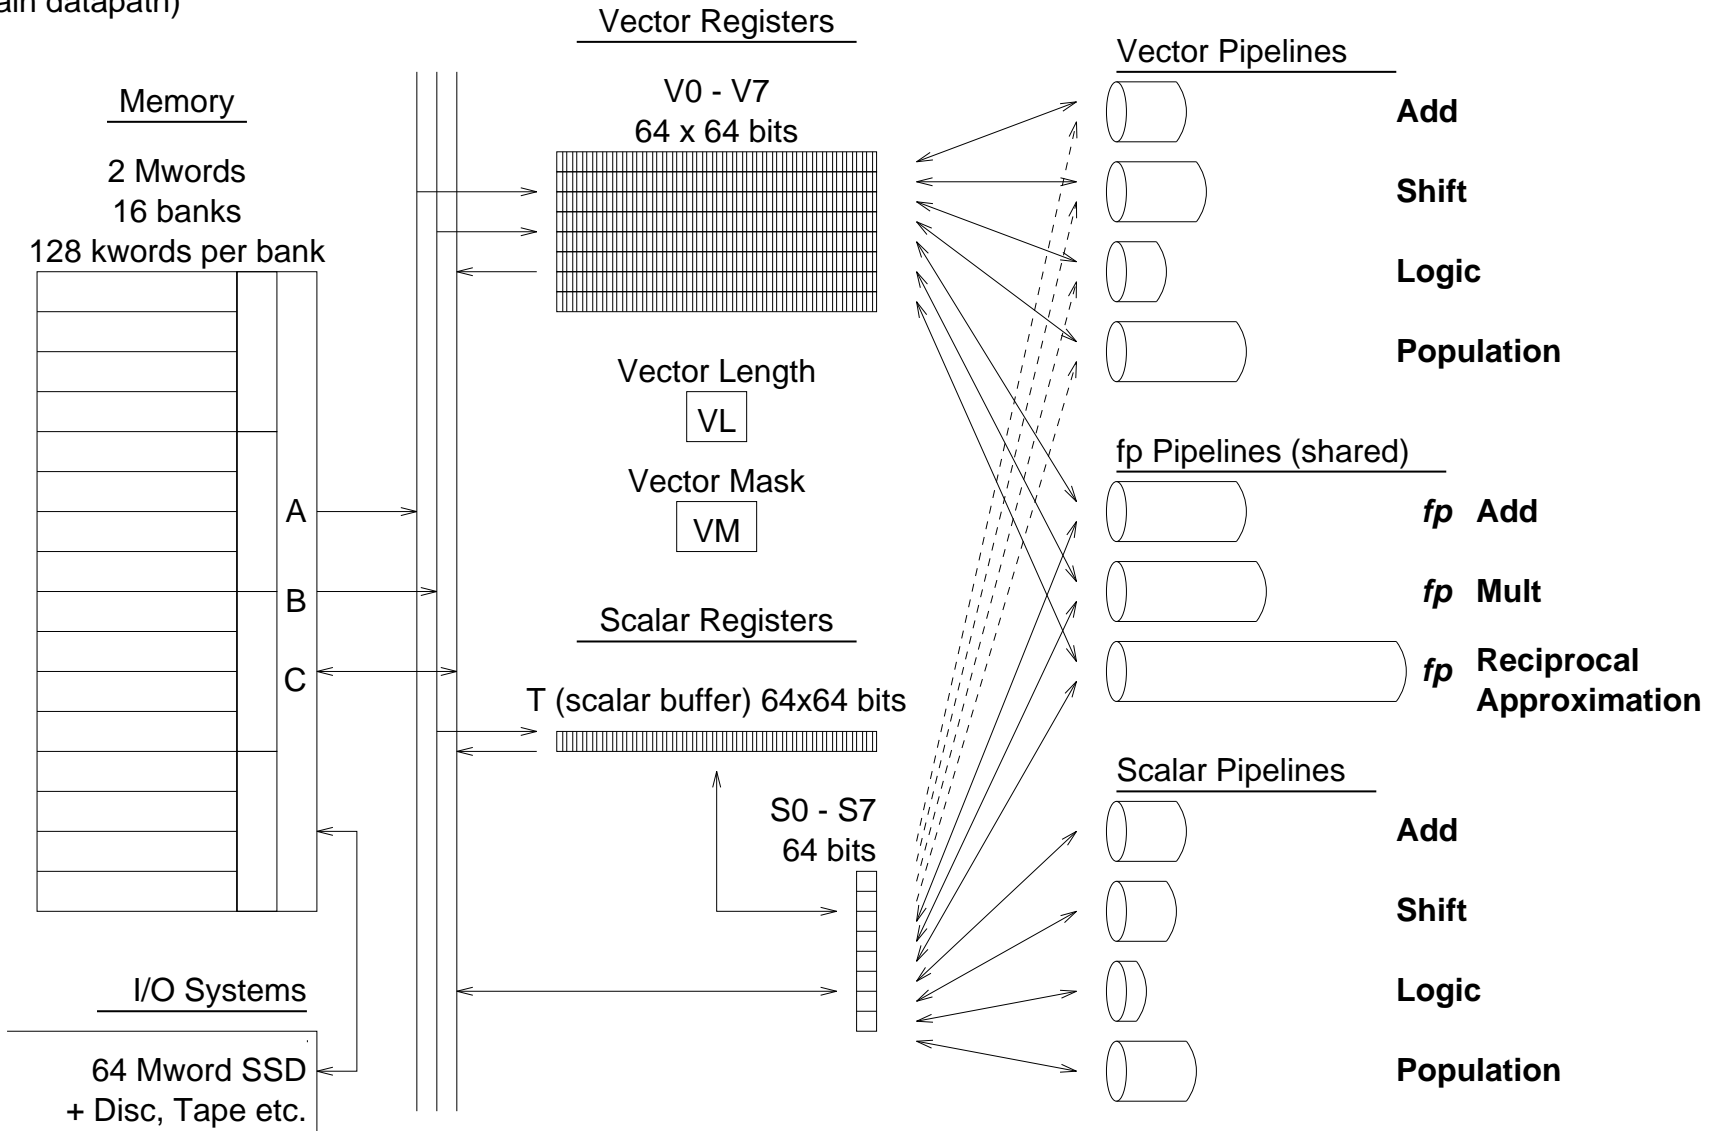 datapath)
Memory
2 Mwords
16 banks
128 kwords per bank
A
B
C
I/O Systems
64 Mword SSD
+ Disc, Tape etc.
Vector Registers
V0 - V7
64 x 64 bits
Vector Length
VL
Vector Mask
VM
Scalar Registers
T (scalar buffer) 64x64 bits
S0 - S7
64 bits
Vector Pipelines
Add
Shift
Logic
Population
fp Pipelines (shared)
fp Add
fp Mult
fp Reciprocal
Approximation
Scalar Pipelines
Add
Shift
Logic
Population